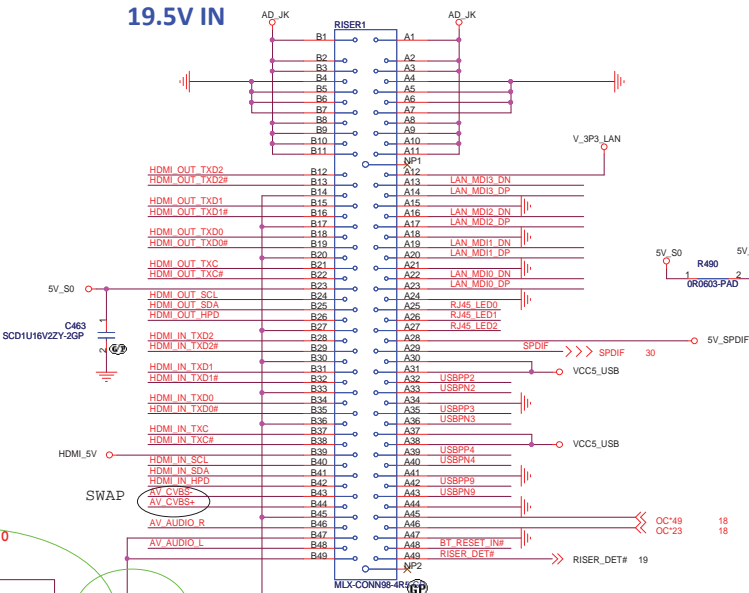 19.5V IN
AD_JK
AD_JK
RISER1
B1 A1
B2 A2
B3 A3
B4 A4
B5 A5
B6 A6
B7 A7
B8 A8
B9 A9
B10 A10
B11 A11
NP1
V_3P3_LAN
HDMI_OUT_TXD2 B12 A12
HDMI_OUT_TXD2# B13 A13 LAN_MDI3_DN
B14 A14 LAN_MDI3_DP
HDMI_OUT_TXD1 B15 A15
HDMI_OUT_TXD1# B16 A16 LAN_MDI2_DN
B17 A17 LAN_MDI2_DP
HDMI_OUT_TXD0 B18 A18
HDMI_OUT_TXD0# B19 A19 LAN_MDI1_DN
B20 A20 LAN_MDI1_DP
HDMI_OUT_TXC B21 A21
HDMI_OUT_TXC# B22 A22 LAN_MDI0_DN
B23 A23 LAN_MDI0_DP
HDMI_OUT_SCL B24 A24
HDMI_OUT_SDA B25 A25 RJ45_LED0
HDMI_OUT_HPD B26 A26 RJ45_LED1
B27 A27 RJ45_LED2
HDMI_IN_TXD2 B28 A28
HDMI_IN_TXD2# B29 A29 SPDIF SPDIF 30
B30 A30
HDMI_IN_TXD1 B31 A31
HDMI_IN_TXD1# B32 A32 USBPP2
B33 A33 USBPN2
HDMI_IN_TXD0 B34 A34
HDMI_IN_TXD0# B35 A35 USBPP3
B36 A36 USBPN3
HDMI_IN_TXC B37 A37
HDMI_IN_TXC# B38 A38
B39 A39 USBPP4
HDMI_IN_SCL B40 A40 USBPN4
HDMI_IN_SDA B41 A41
HDMI_IN_HPD B42 A42 USBPP9
AV_CVBS- B43 A43 USBPN9
AV_CVBS+ B44 A44
B45 A45
AV_AUDIO_R B46 A46
B47 A47
AV_AUDIO_L B48 A48 BT_RESET_IN#
B49 A49 RISER_DET#
NP2
MLX-CONN98-4R5
GP
5V_S0
1
C463
SCD1U16V2ZY-2GP
2
HDMI_5V
SWAP
0
5V_S0
5V_
R490
1 2
0R0603-PAD
5V_SPDIF
VCC5_USB
VCC5_USB
OC*49 18
OC*23 18
RISER_DET# 19